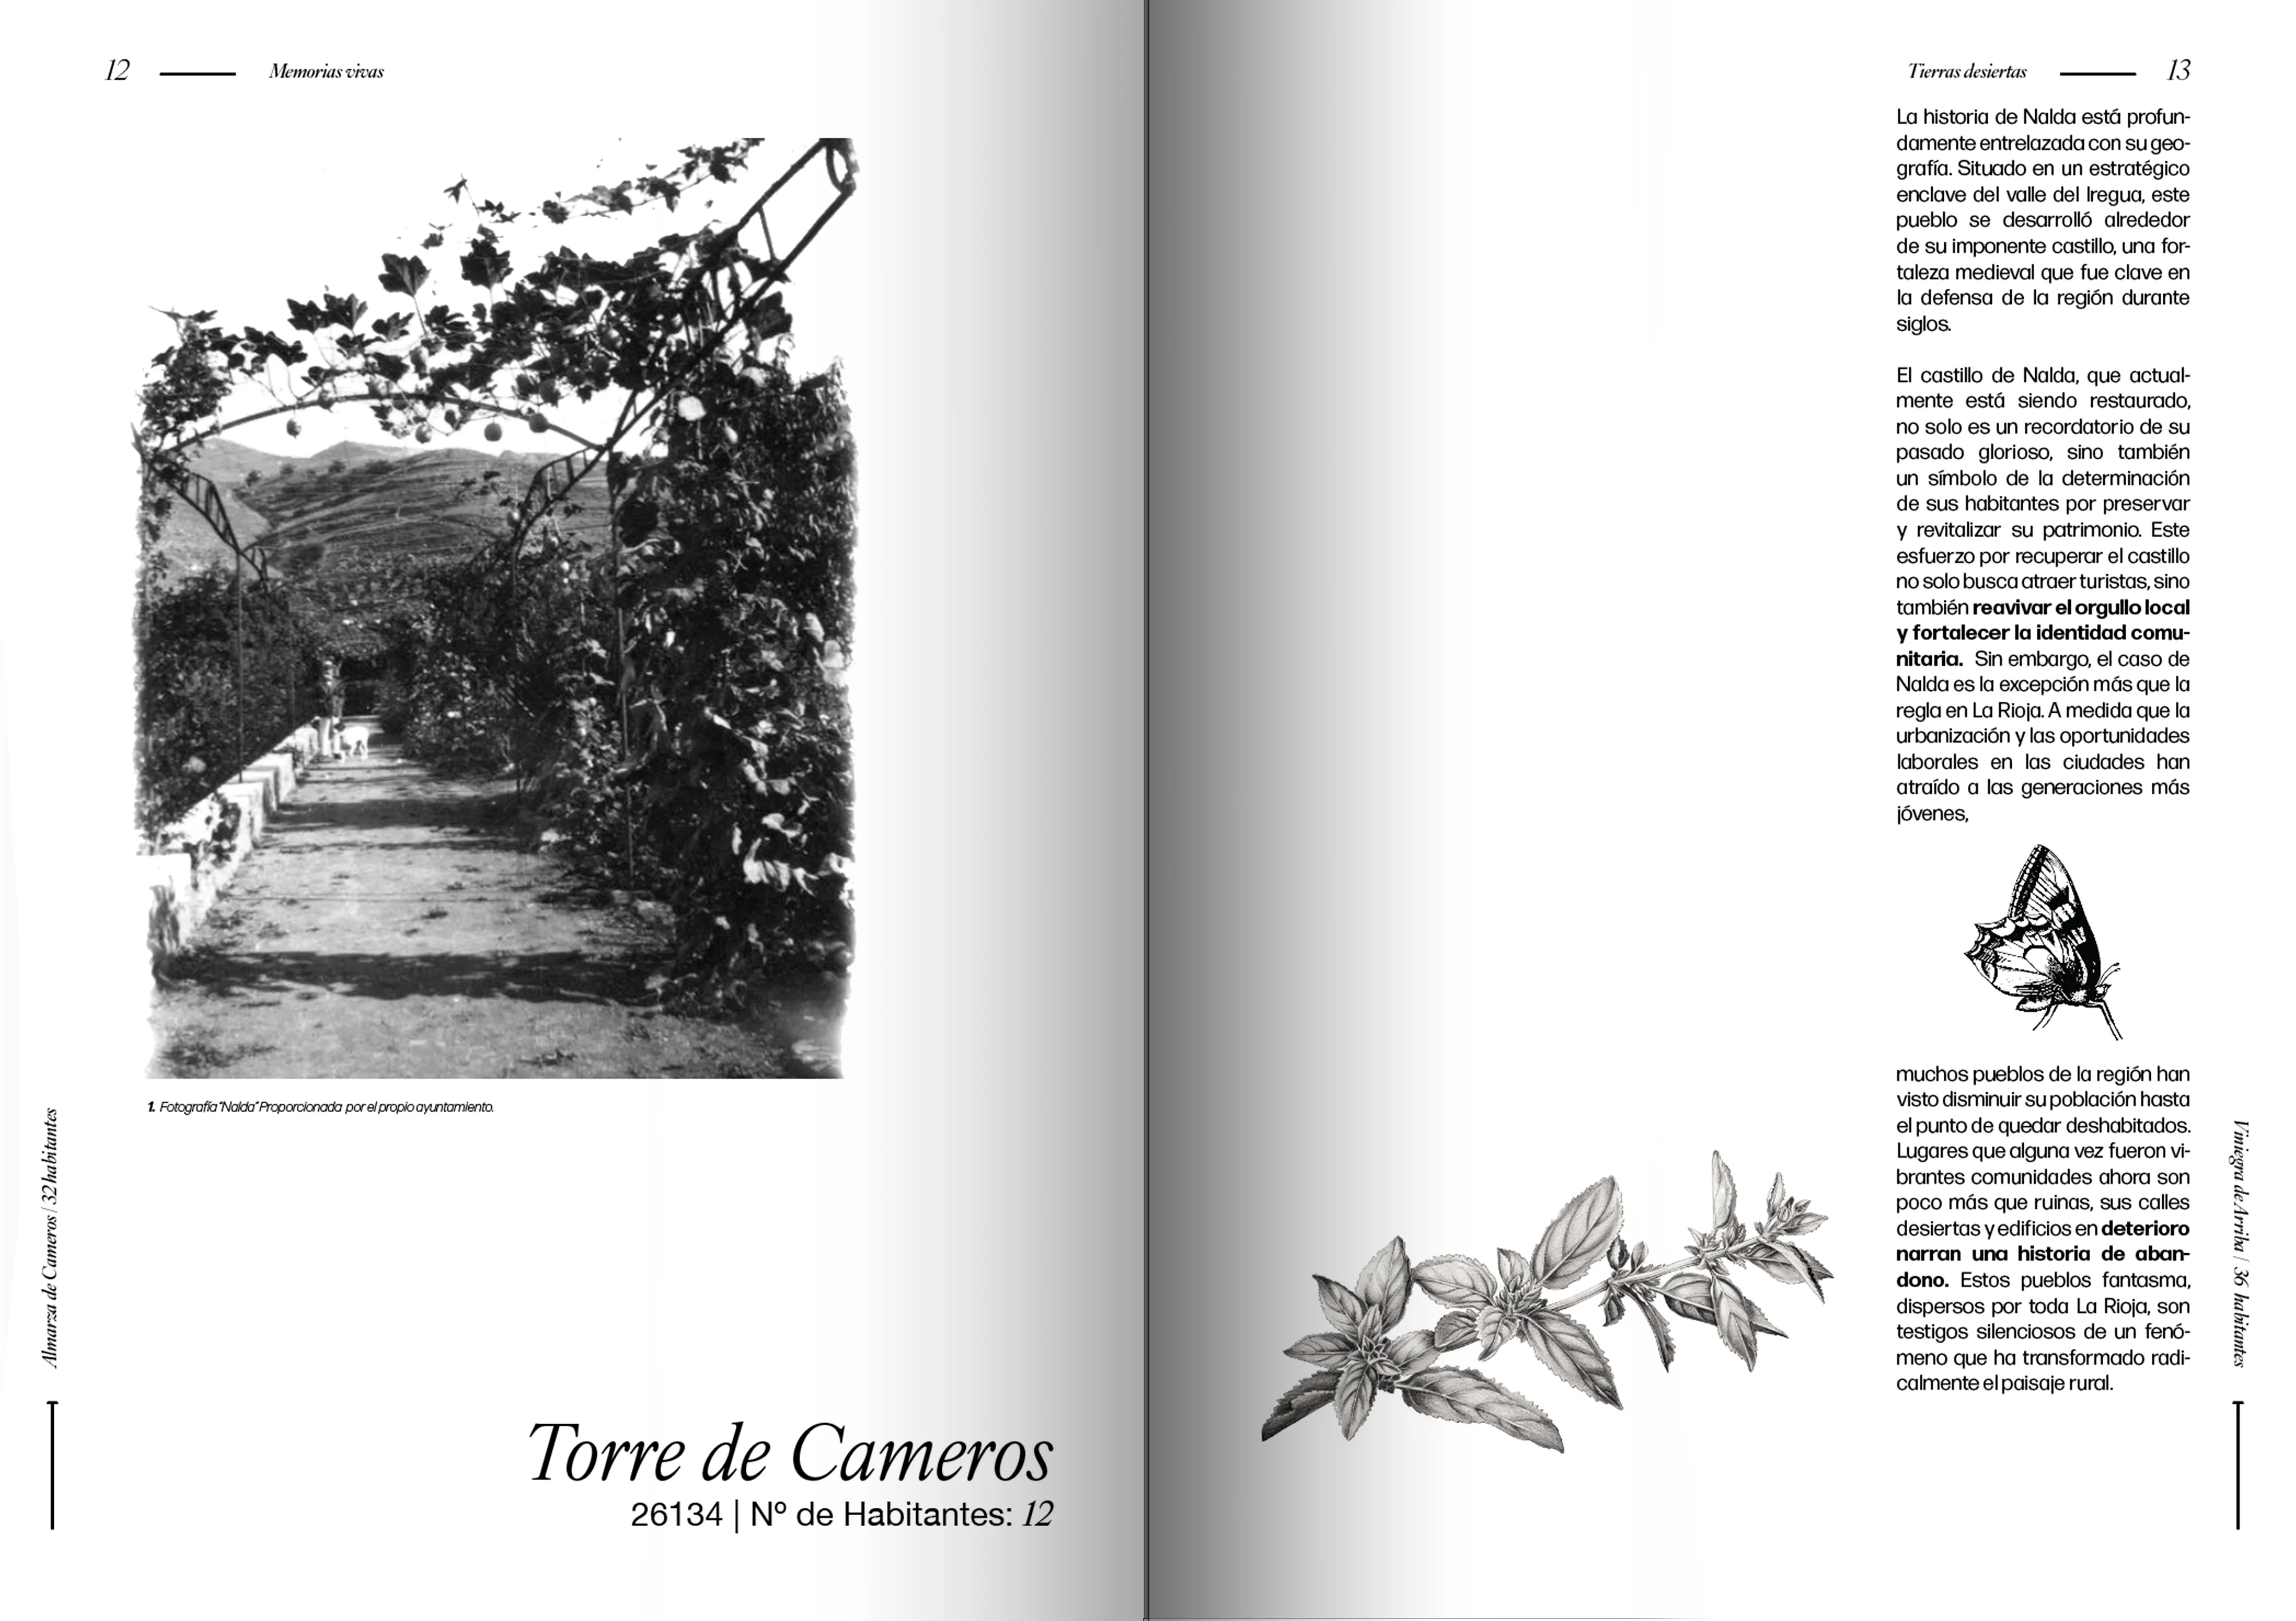 12
Memorias vivas
1. Fotografía "Nalda" Proporcionada por el propio ayuntamiento.
Almarza de Cameros | 32 habitantes
Torre de Cameros
26134 | Nº de Habitantes: 12
Tierras desiertas
13
La historia de Nalda está profun-
damente entrelazada con su geo-
grafía. Situado en un estratégico
enclave del valle del Iregua, este
pueblo se desarrolló alrededor
de su imponente castillo, una for-
taleza medieval que fue clave en
la defensa de la región durante
siglos.
El castillo de Nalda, que actual-
mente está siendo restaurado,
no solo es un recordatorio de su
pasado glorioso, sino también
un símbolo de la determinación
de sus habitantes por preservar
y revitalizar su patrimonio. Este
esfuerzo por recuperar el castillo
no solo busca atraer turistas, sino
también reavivar el orgullo local
y fortalecer la identidad comu-
nitaria. Sin embargo, el caso de
Nalda es la excepción más que la
regla en La Rioja. A medida que la
urbanización y las oportunidades
laborales en las ciudades han
atraído a las generaciones más
jóvenes,
muchos pueblos de la región han
visto disminuir su población hasta
el punto de quedar deshabitados.
Lugares que alguna vez fueron vi-
brantes comunidades ahora son
poco más que ruinas, sus calles
desiertas y edificios en deterioro
narran una historia de aban-
dono. Estos pueblos fantasma,
dispersos por toda La Rioja, son
testigos silenciosos de un fenó-
meno que ha transformado radi-
calmente el paisaje rural.
Viniegra de Arriba | 36 habitantes